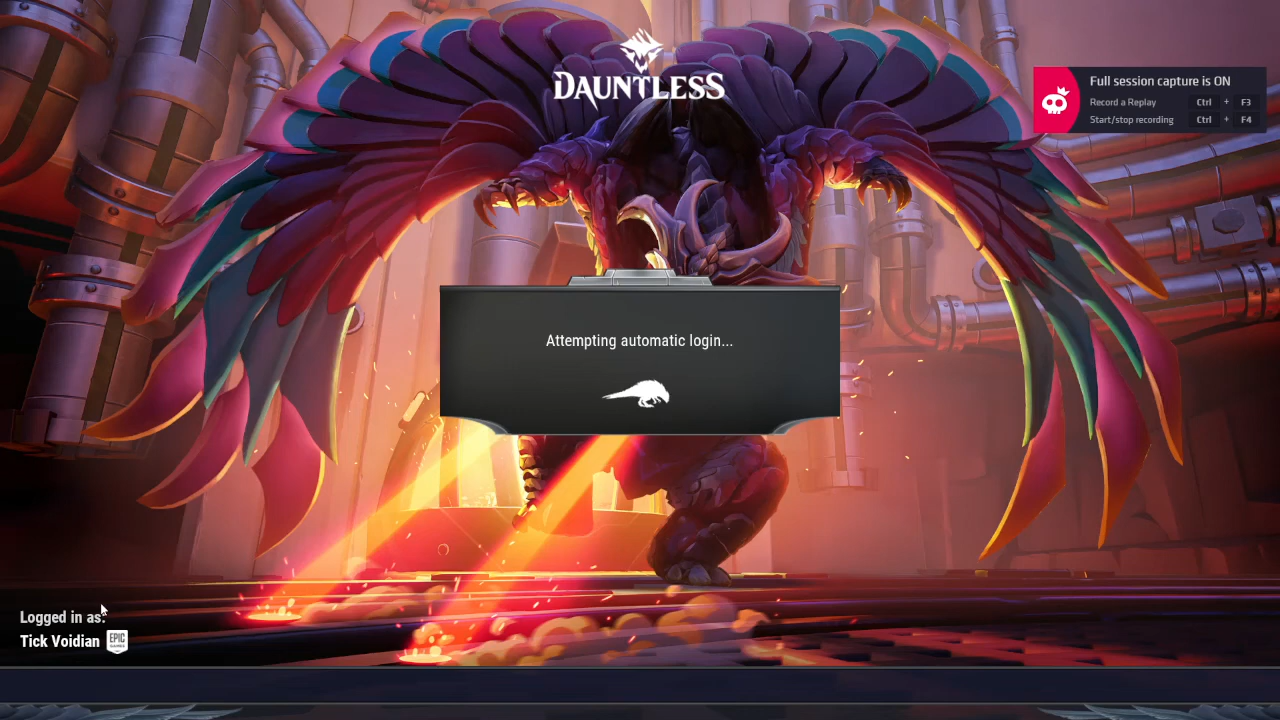 DAUNTLESS
Full session capture is ON
Record a Replay Ctrl + F3
Start/stop recording Ctrl + F4
Attempting automatic login...
Logged in as:
Tick Voidian EPIC GAMES